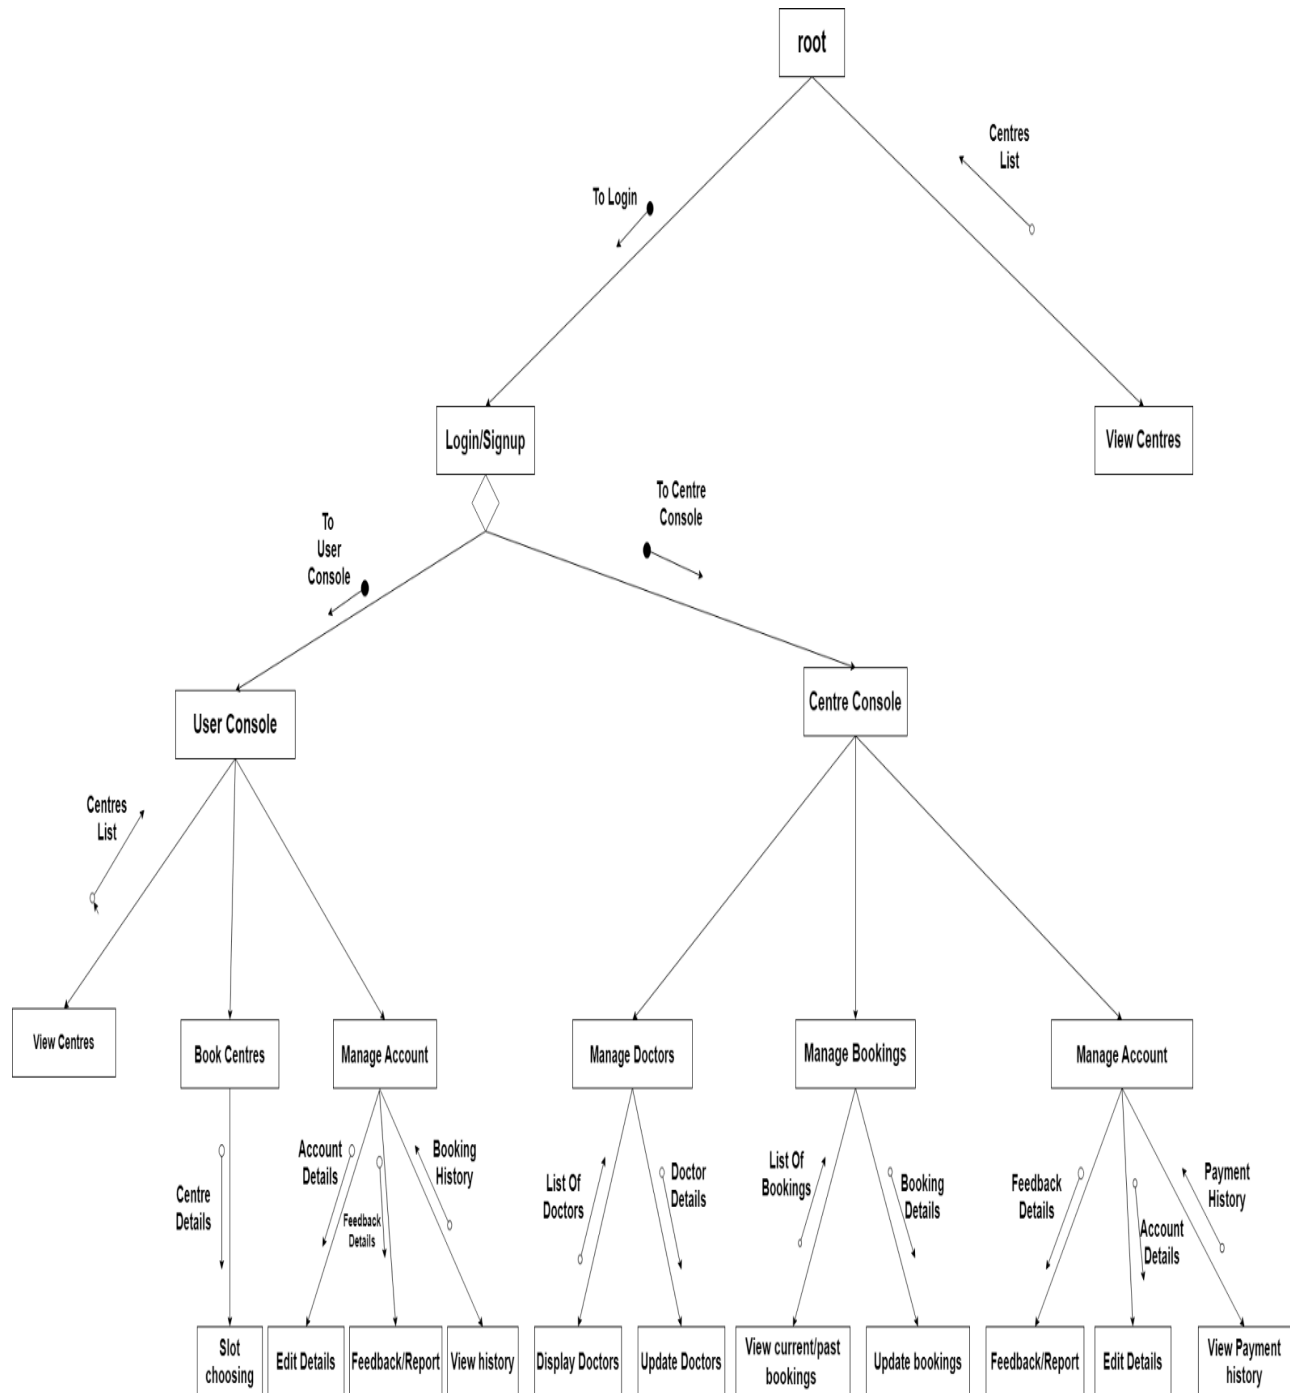 root
Centres
List
To Login
Login/Signup
View Centres
To Centre
Console
To
User
Console
User Console
Centre Console
Centres
List
View Centres
Book Centres
Manage Account
Manage Doctors
Manage Bookings
Manage Account
Centre
Details
Account
Details
Feedback
Details
Booking
History
List Of
Doctors
Doctor
Details
List Of
Bookings
Booking
Details
Feedback
Details
Account
Details
Payment
History
Slot
choosing
Edit Details
Feedback/Report
View history
Display Doctors
Update Doctors
View current/past
bookings
Update bookings
Feedback/Report
Edit Details
View Payment
history